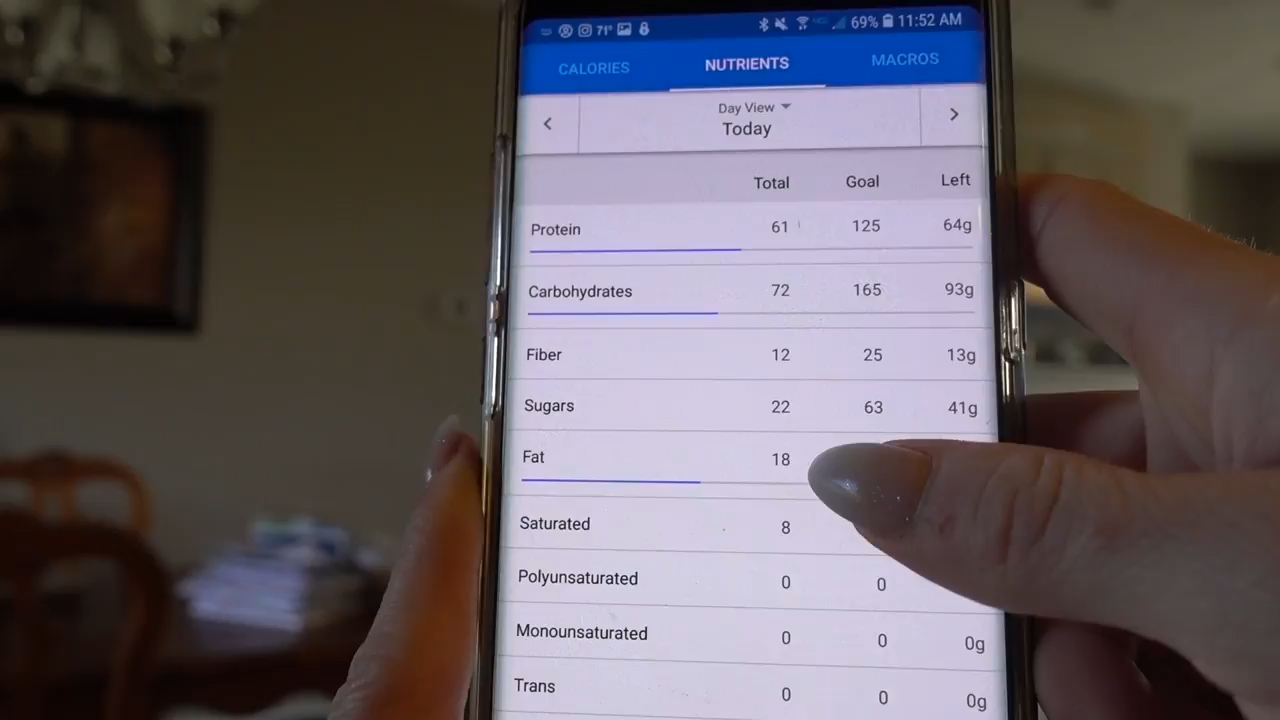 71° 69% 11:52 AM
CALORIES NUTRIENTS MACROS
Day View
Today
Total Goal Left
Protein 61 125 64g
Carbohydrates 72 165 93g
Fiber 12 25 13g
Sugars 22 63 41g
Fat 18
Saturated 8
Polyunsaturated 0 0
Monounsaturated 0 0 0g
Trans 0 0 0g